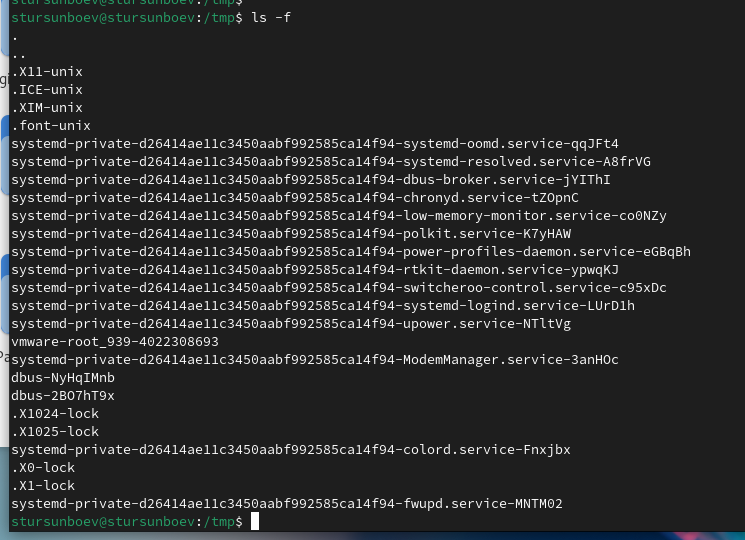 stursunboev@stursunboev:/tmp$
stursunboev@stursunboev:/tmp$ ls -f
.
..
.X11-unix
.ICE-unix
.XIM-unix
.font-unix
systemd-private-d26414ae11c3450aabf992585ca14f94-systemd-oomd.service-qqJFt4
systemd-private-d26414ae11c3450aabf992585ca14f94-systemd-resolved.service-A8frVG
systemd-private-d26414ae11c3450aabf992585ca14f94-dbus-broker.service-jYIThI
systemd-private-d26414ae11c3450aabf992585ca14f94-chronyd.service-tZOpnC
systemd-private-d26414ae11c3450aabf992585ca14f94-low-memory-monitor.service-co0NZy
systemd-private-d26414ae11c3450aabf992585ca14f94-polkit.service-K7yHAW
systemd-private-d26414ae11c3450aabf992585ca14f94-power-profiles-daemon.service-eGBqBh
systemd-private-d26414ae11c3450aabf992585ca14f94-rtkit-daemon.service-ypwqKJ
systemd-private-d26414ae11c3450aabf992585ca14f94-switcheroo-control.service-c95xDc
systemd-private-d26414ae11c3450aabf992585ca14f94-systemd-logind.service-LUrD1h
systemd-private-d26414ae11c3450aabf992585ca14f94-upower.service-NTltVg
vmware-root_939-4022308693
systemd-private-d26414ae11c3450aabf992585ca14f94-ModemManager.service-3anHOc
dbus-NyHqIMnb
dbus-2BO7hT9x
.X1024-lock
.X1025-lock
systemd-private-d26414ae11c3450aabf992585ca14f94-colord.service-Fnxjbx
.X0-lock
.X1-lock
systemd-private-d26414ae11c3450aabf992585ca14f94-fwupd.service-MNTM02
stursunboev@stursunboev:/tmp$